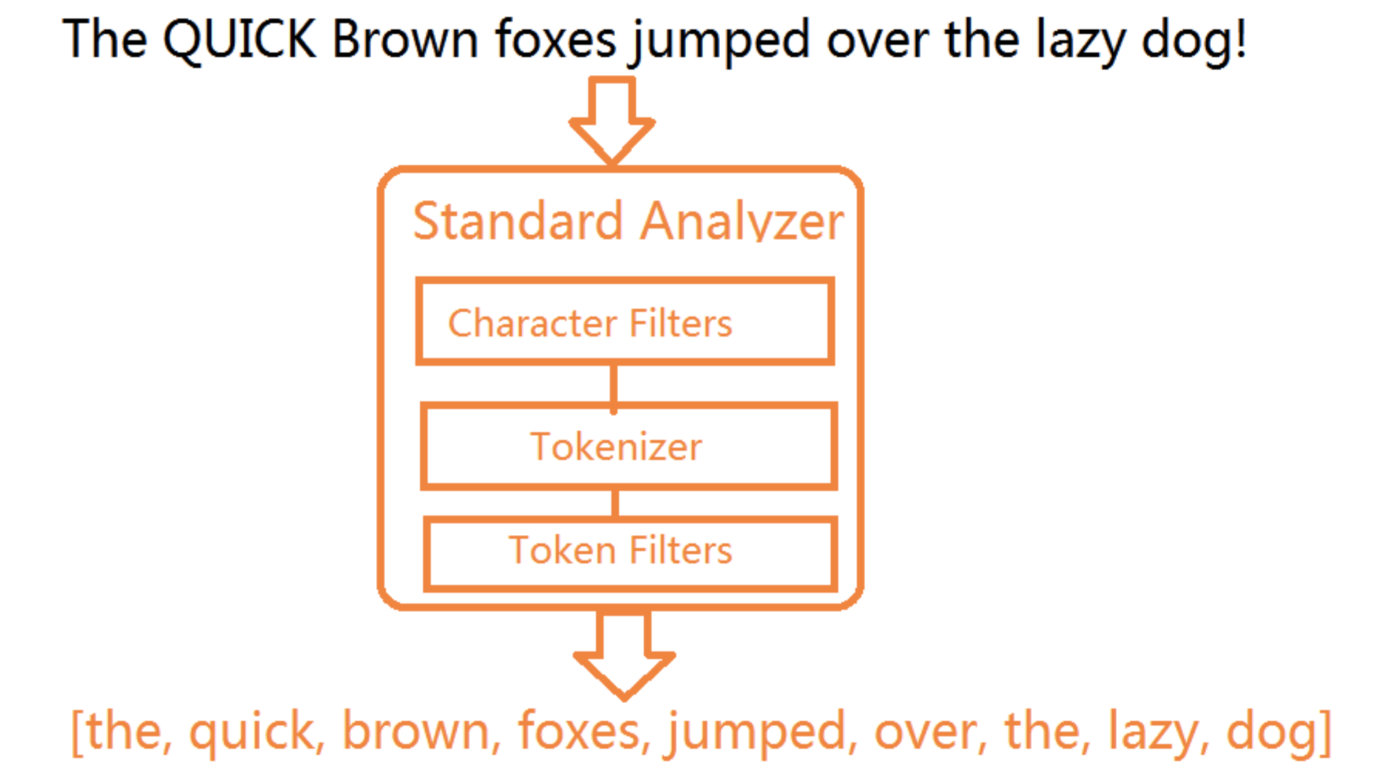 The QUICK Brown foxes jumped over the lazy dog!
Standard Analyzer
Character Filters
Tokenizer
Token Filters
[the, quick, brown, foxes, jumped, over, the, lazy, dog]